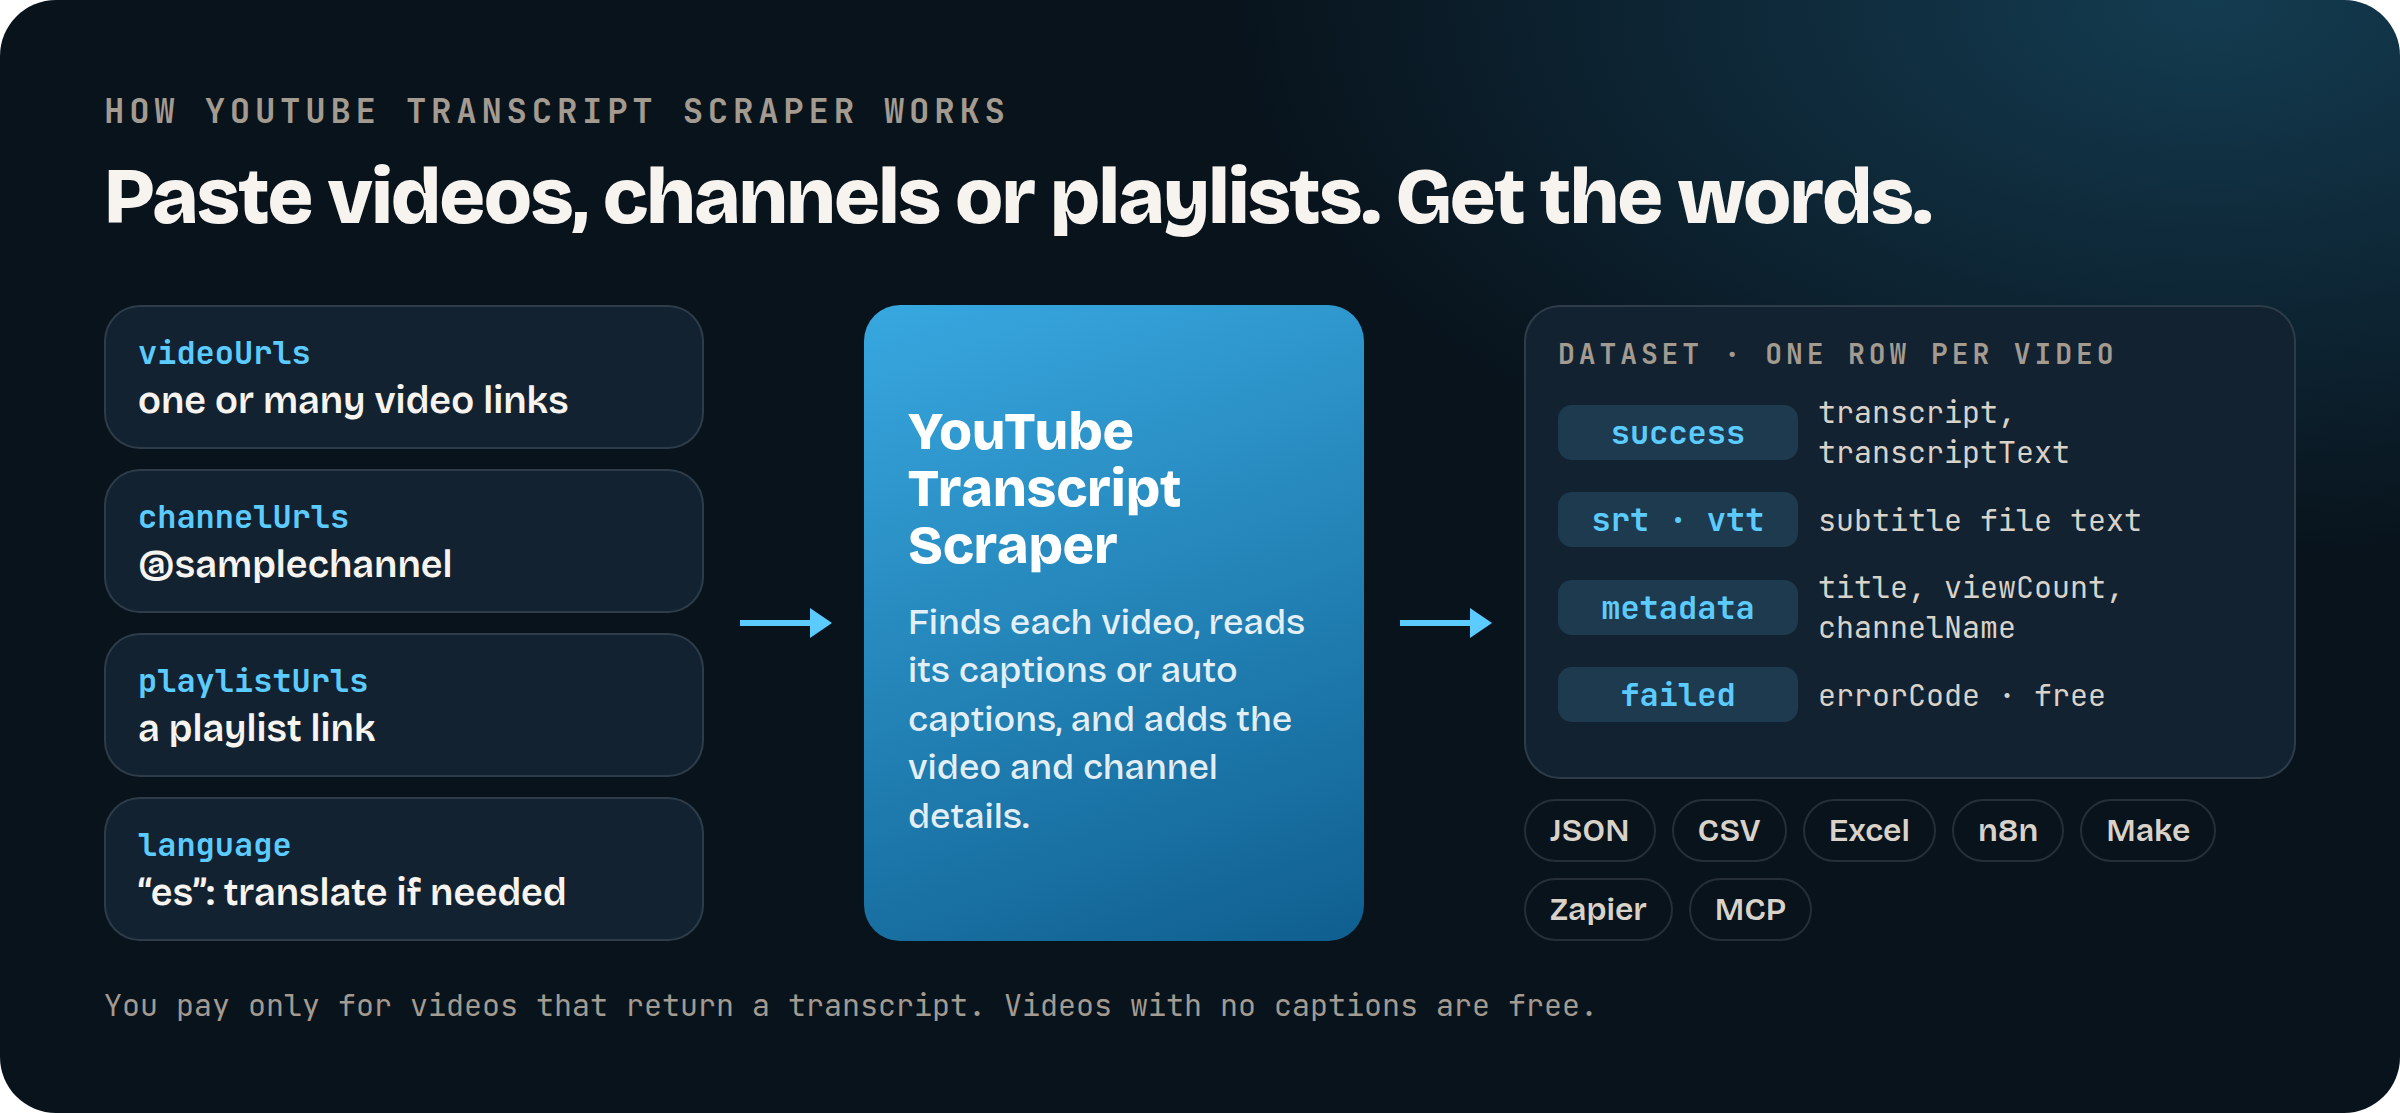 HOW YOUTUBE TRANSCRIPT SCRAPER WORKS
Paste videos, channels or playlists. Get the words.
videoUrls
one or many video links
channelUrls
@samplechannel
playlistUrls
a playlist link
language
“es”: translate if needed
YouTube
Transcript
Scraper
Finds each video, reads
its captions or auto
captions, and adds the
video and channel
details.
DATASET · ONE ROW PER VIDEO
success
transcript,
transcriptText
srt · vtt
subtitle file text
metadata
title, viewCount,
channelName
failed
errorCode · free
JSON
CSV
Excel
n8n
Make
Zapier
MCP
You pay only for videos that return a transcript. Videos with no captions are free.